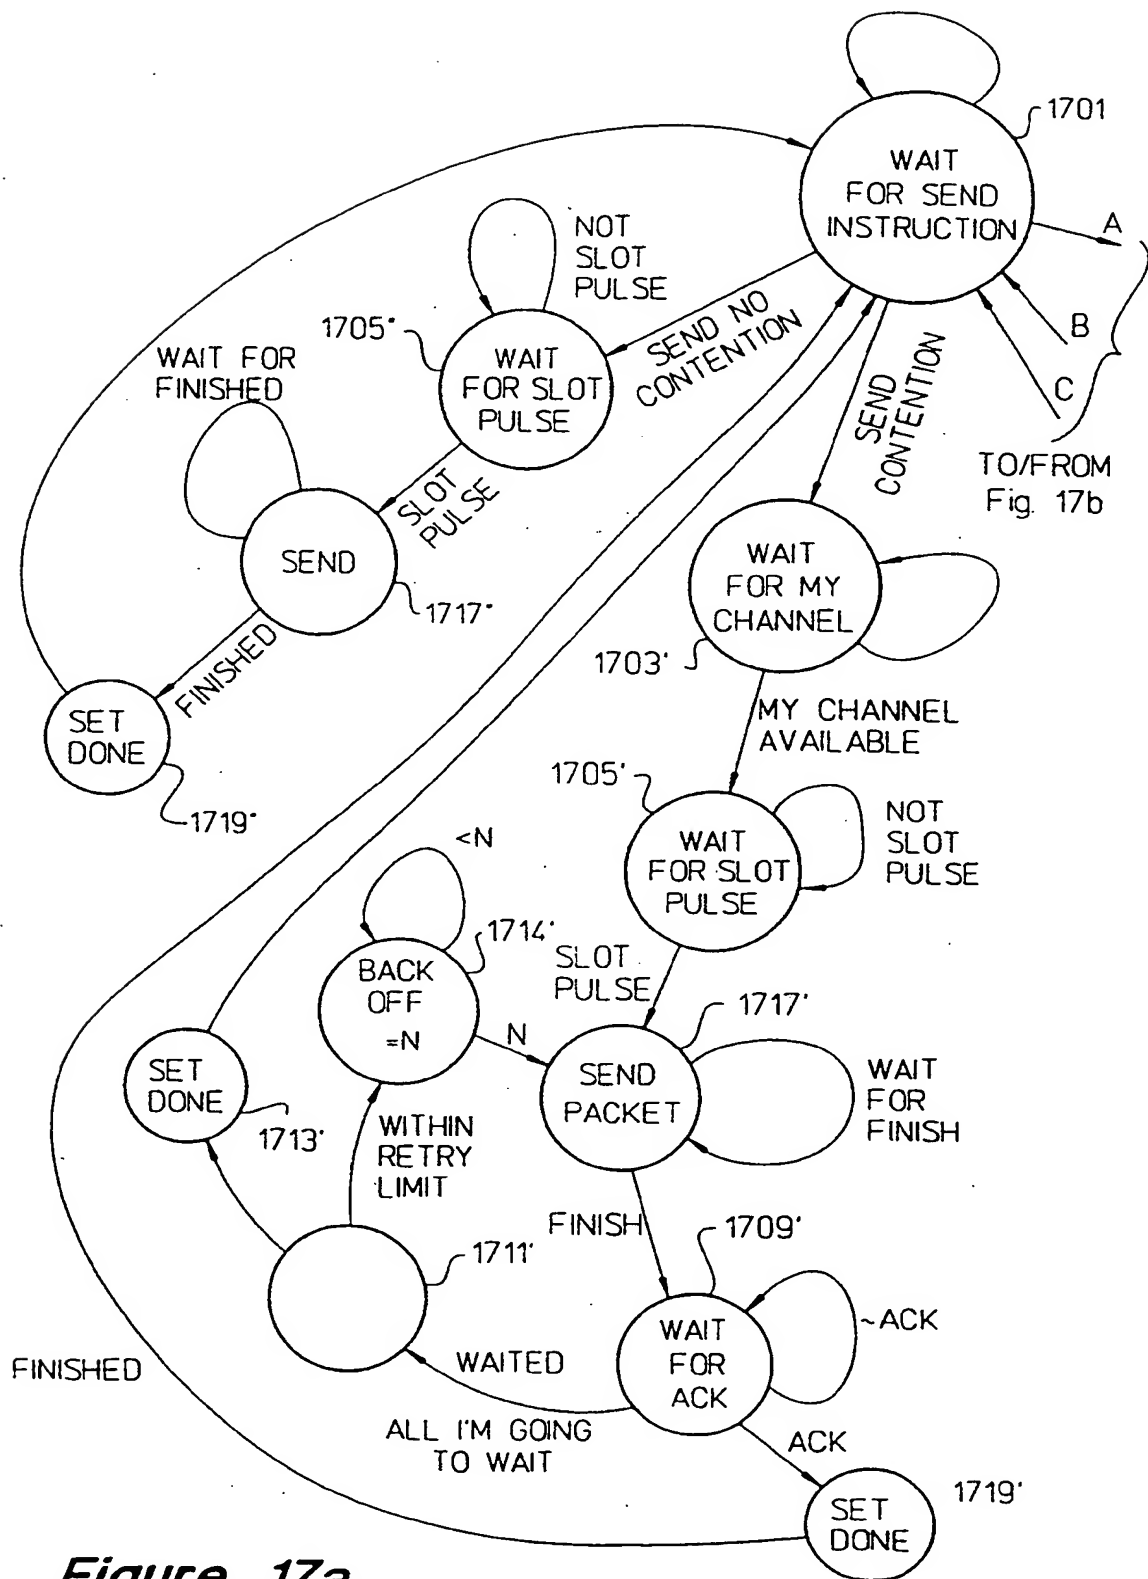 1701
WAIT
FOR SEND
INSTRUCTION
A
B
C
TO/FROM
Fig. 17b
NOT
SLOT
PULSE
1705'
WAIT
FOR SLOT
PULSE
SEND NO
CONTENTION
SEND
CONTENTION
WAIT FOR
FINISHED
SLOT
PULSE
SEND
1717'
FINISHED
SET
DONE
1719'
WAIT
FOR MY
CHANNEL
1703'
MY CHANNEL
AVAILABLE
1705'
WAIT
FOR SLOT
PULSE
NOT
SLOT
PULSE
<N
1714'
BACK
OFF
=N
SLOT
PULSE
N
1717'
SEND
PACKET
WAIT
FOR
FINISH
SET
DONE
1713'
WITHIN
RETRY
LIMIT
FINISH
1709'
1711'
WAIT
FOR
ACK
~ACK
WAITED
ALL I'M GOING
TO WAIT
FINISHED
ACK
1719'
SET
DONE
Figure 17a